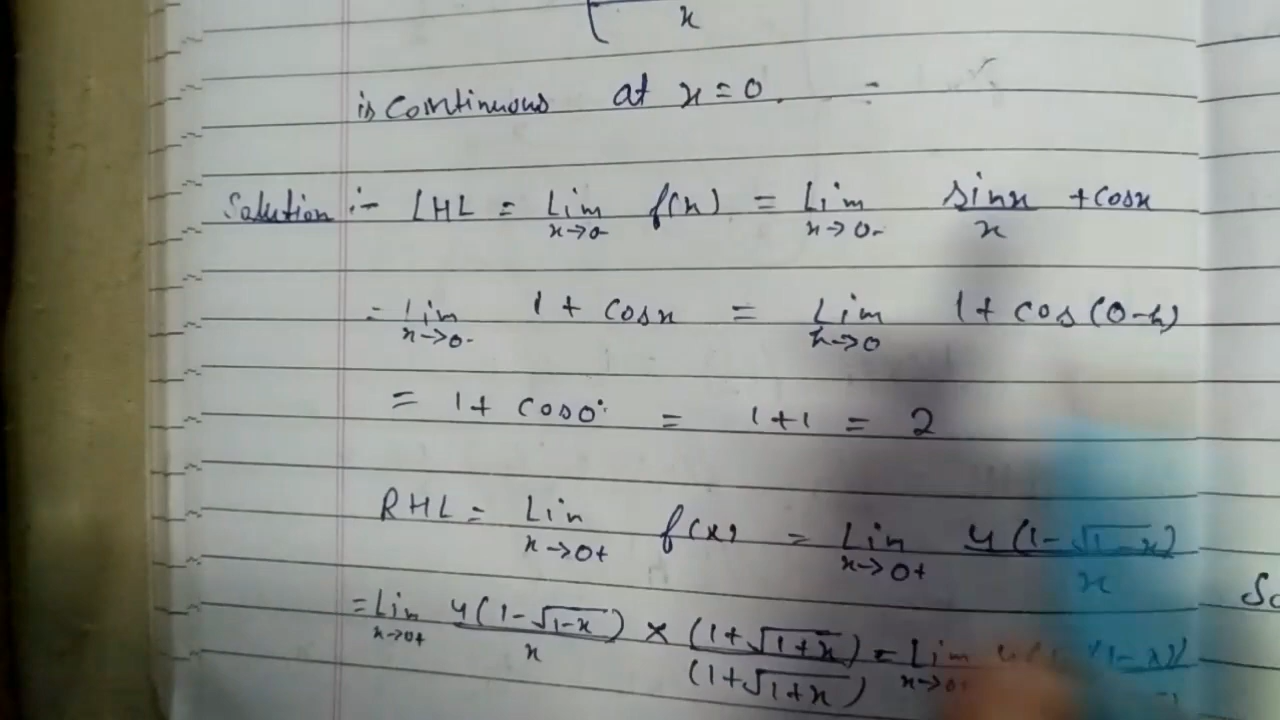 x
is continuous at x = 0.
Solution :- LHL = Lim x→0- f(x) = Lim x→0- sinx/x + cosx
= Lim x→0- 1 + cosx = Lim h→0 1 + cos(0-h)
= 1 + cos0° = 1+1 = 2
RHL = Lim x→0+ f(x) = Lim x→0+ 4(1-√1-x)/x
= Lim x→0+ 4(1-√1-x)/x × (1+√1+x)/(1+√1+x) = Lim x→0+